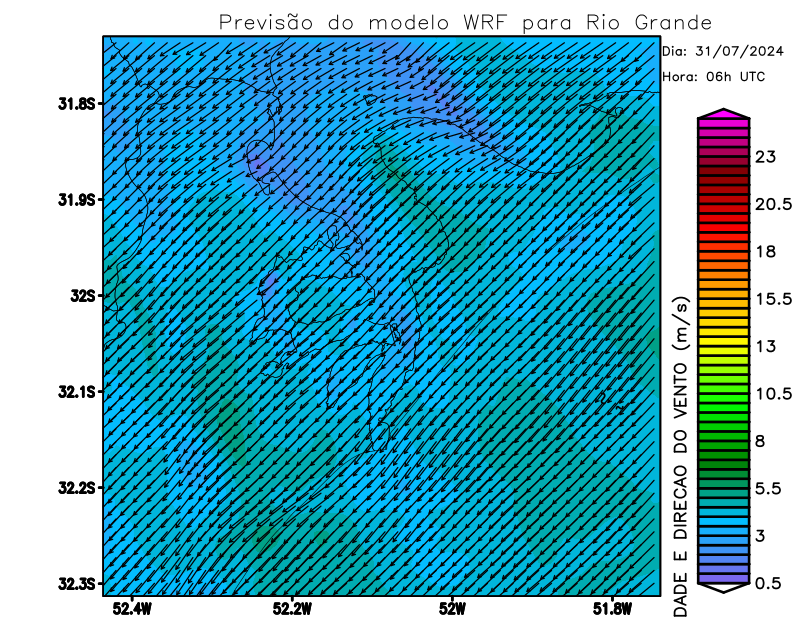 Previsão do modelo WRF para Rio Grande
Dia: 31/07/2024
Hora: 06h UTC
31.8S
31.9S
32S
32.1S
32.2S
32.3S
52.4W
52.2W
52W
51.8W
23
20.5
18
15.5
13
10.5
8
5.5
3
0.5
DADE E DIRECAO DO VENTO (m/s)